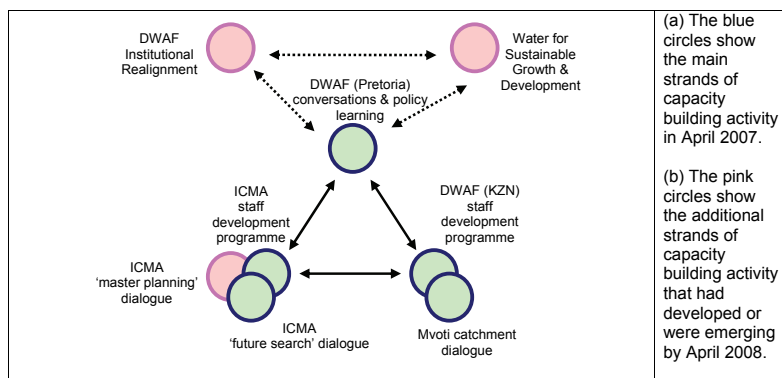 DWAF
Institutional
Realignment
Water for
Sustainable
Growth &
Development
DWAF (Pretoria)
conversations & policy
learning
ICMA
staff
development
programme
DWAF (KZN)
staff
development
programme
ICMA
‘master planning’
dialogue
ICMA
‘future search’ dialogue
Mvoti catchment
dialogue
(a) The blue
circles show
the main
strands of
capacity
building activity
in April 2007.
(b) The pink
circles show
the additional
strands of
capacity
building activity
that had
developed or
were emerging
by April 2008.